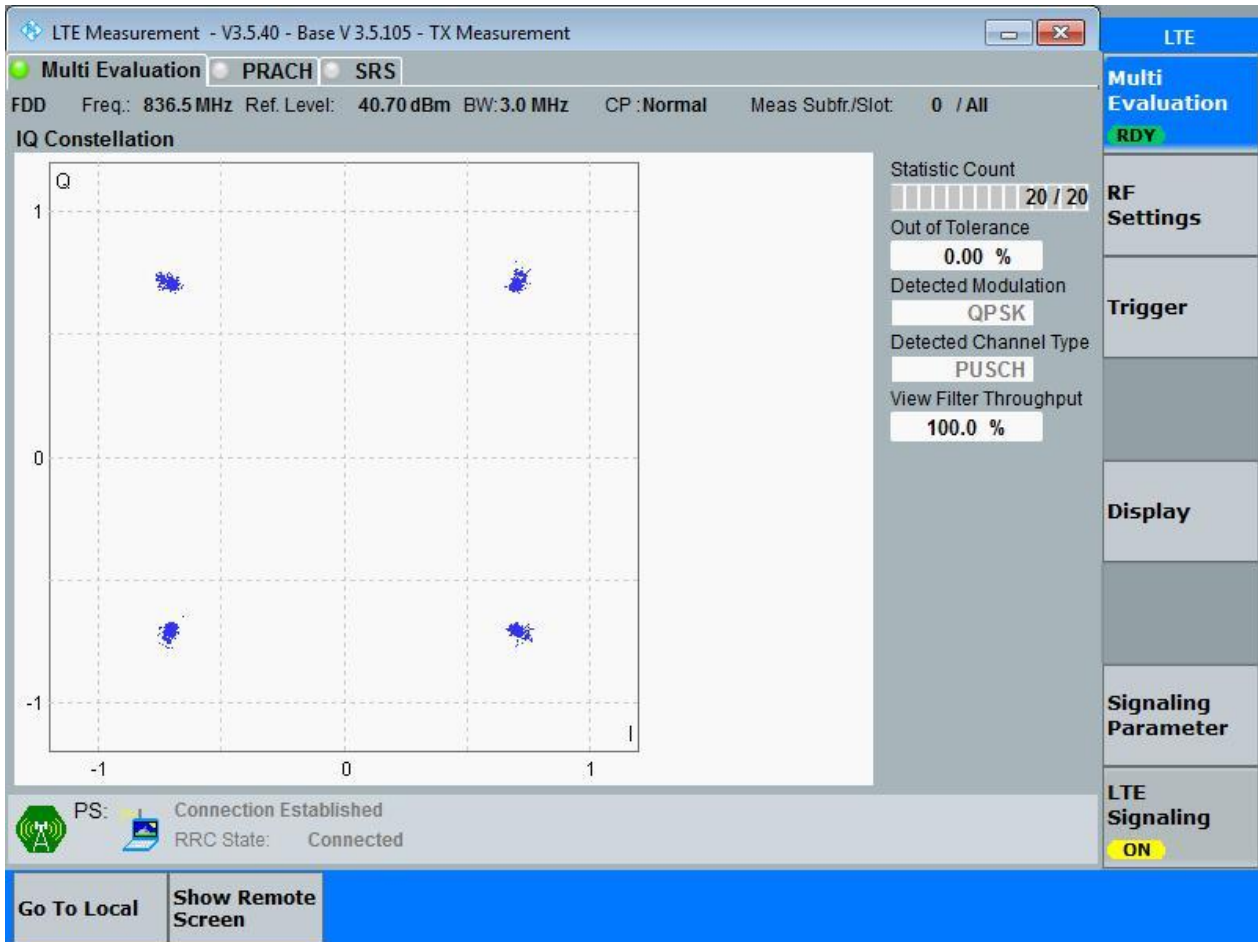 LTE Measurement - V3.5.40 - Base V 3.5.105 - TX Measurement
LTE
Multi Evaluation PRACH SRS
Multi
Evaluation
RDY
FDD Freq.: 836.5 MHz Ref. Level: 40.70 dBm BW: 3.0 MHz CP : Normal Meas Subfr./Slot: 0 / All
IQ Constellation
Q
1
0
-1
I
-1 0 1
Statistic Count
20 / 20
Out of Tolerance
0.00 %
Detected Modulation
QPSK
Detected Channel Type
PUSCH
View Filter Throughput
100.0 %
RF
Settings
Trigger
Display
Signaling
Parameter
LTE
Signaling
ON
PS: Connection Established
RRC State: Connected
Go To Local
Show Remote
Screen